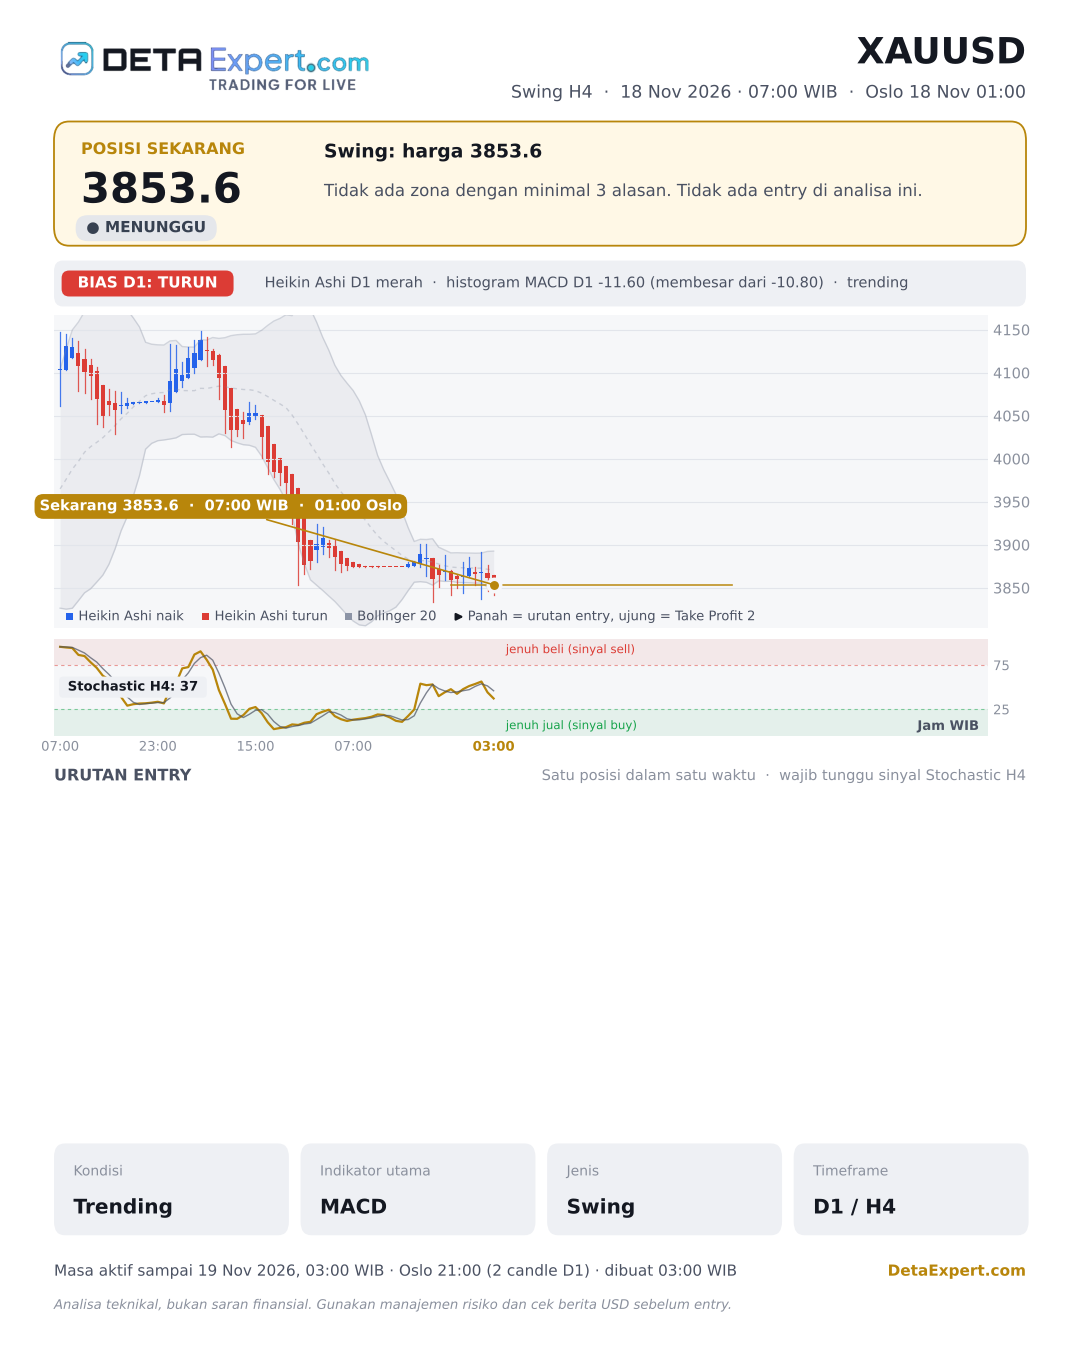 DETA Expert.com
TRADING FOR LIVE
XAUUSD
Swing H4 · 18 Nov 2026 · 07:00 WIB · Oslo 18 Nov 01:00
POSISI SEKARANG
3853.6
● MENUNGGU
Swing: harga 3853.6
Tidak ada zona dengan minimal 3 alasan. Tidak ada entry di analisa ini.
BIAS D1: TURUN
Heikin Ashi D1 merah · histogram MACD D1 -11.60 (membesar dari -10.80) · trending
4150
4100
4050
4000
3950
3900
3850
Sekarang 3853.6 · 07:00 WIB · 01:00 Oslo
Heikin Ashi naik
Heikin Ashi turun
Bollinger 20
Panah = urutan entry, ujung = Take Profit 2
jenuh beli (sinyal sell)
75
Stochastic H4: 37
25
jenuh jual (sinyal buy)
Jam WIB
07:00 23:00 15:00 07:00 03:00
URUTAN ENTRY
Satu posisi dalam satu waktu · wajib tunggu sinyal Stochastic H4
Kondisi
Trending
Indikator utama
MACD
Jenis
Swing
Timeframe
D1 / H4
Masa aktif sampai 19 Nov 2026, 03:00 WIB · Oslo 21:00 (2 candle D1) · dibuat 03:00 WIB
DetaExpert.com
Analisa teknikal, bukan saran finansial. Gunakan manajemen risiko dan cek berita USD sebelum entry.